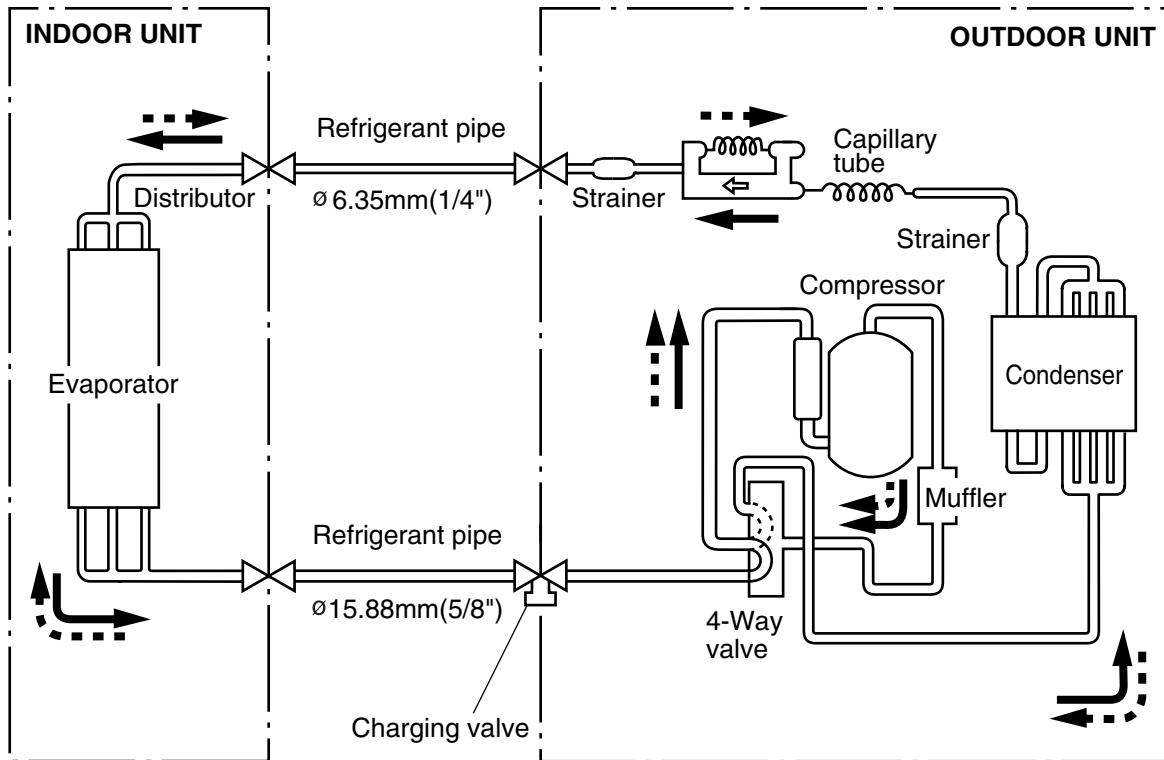 INDOOR UNIT
OUTDOOR UNIT
Refrigerant pipe
Capillary
tube
Distributor
ø 6.35mm(1/4")
Strainer
Strainer
Compressor
Evaporator
Condenser
Muffler
Refrigerant pipe
ø15.88mm(5/8")
4-Way
valve
Charging valve